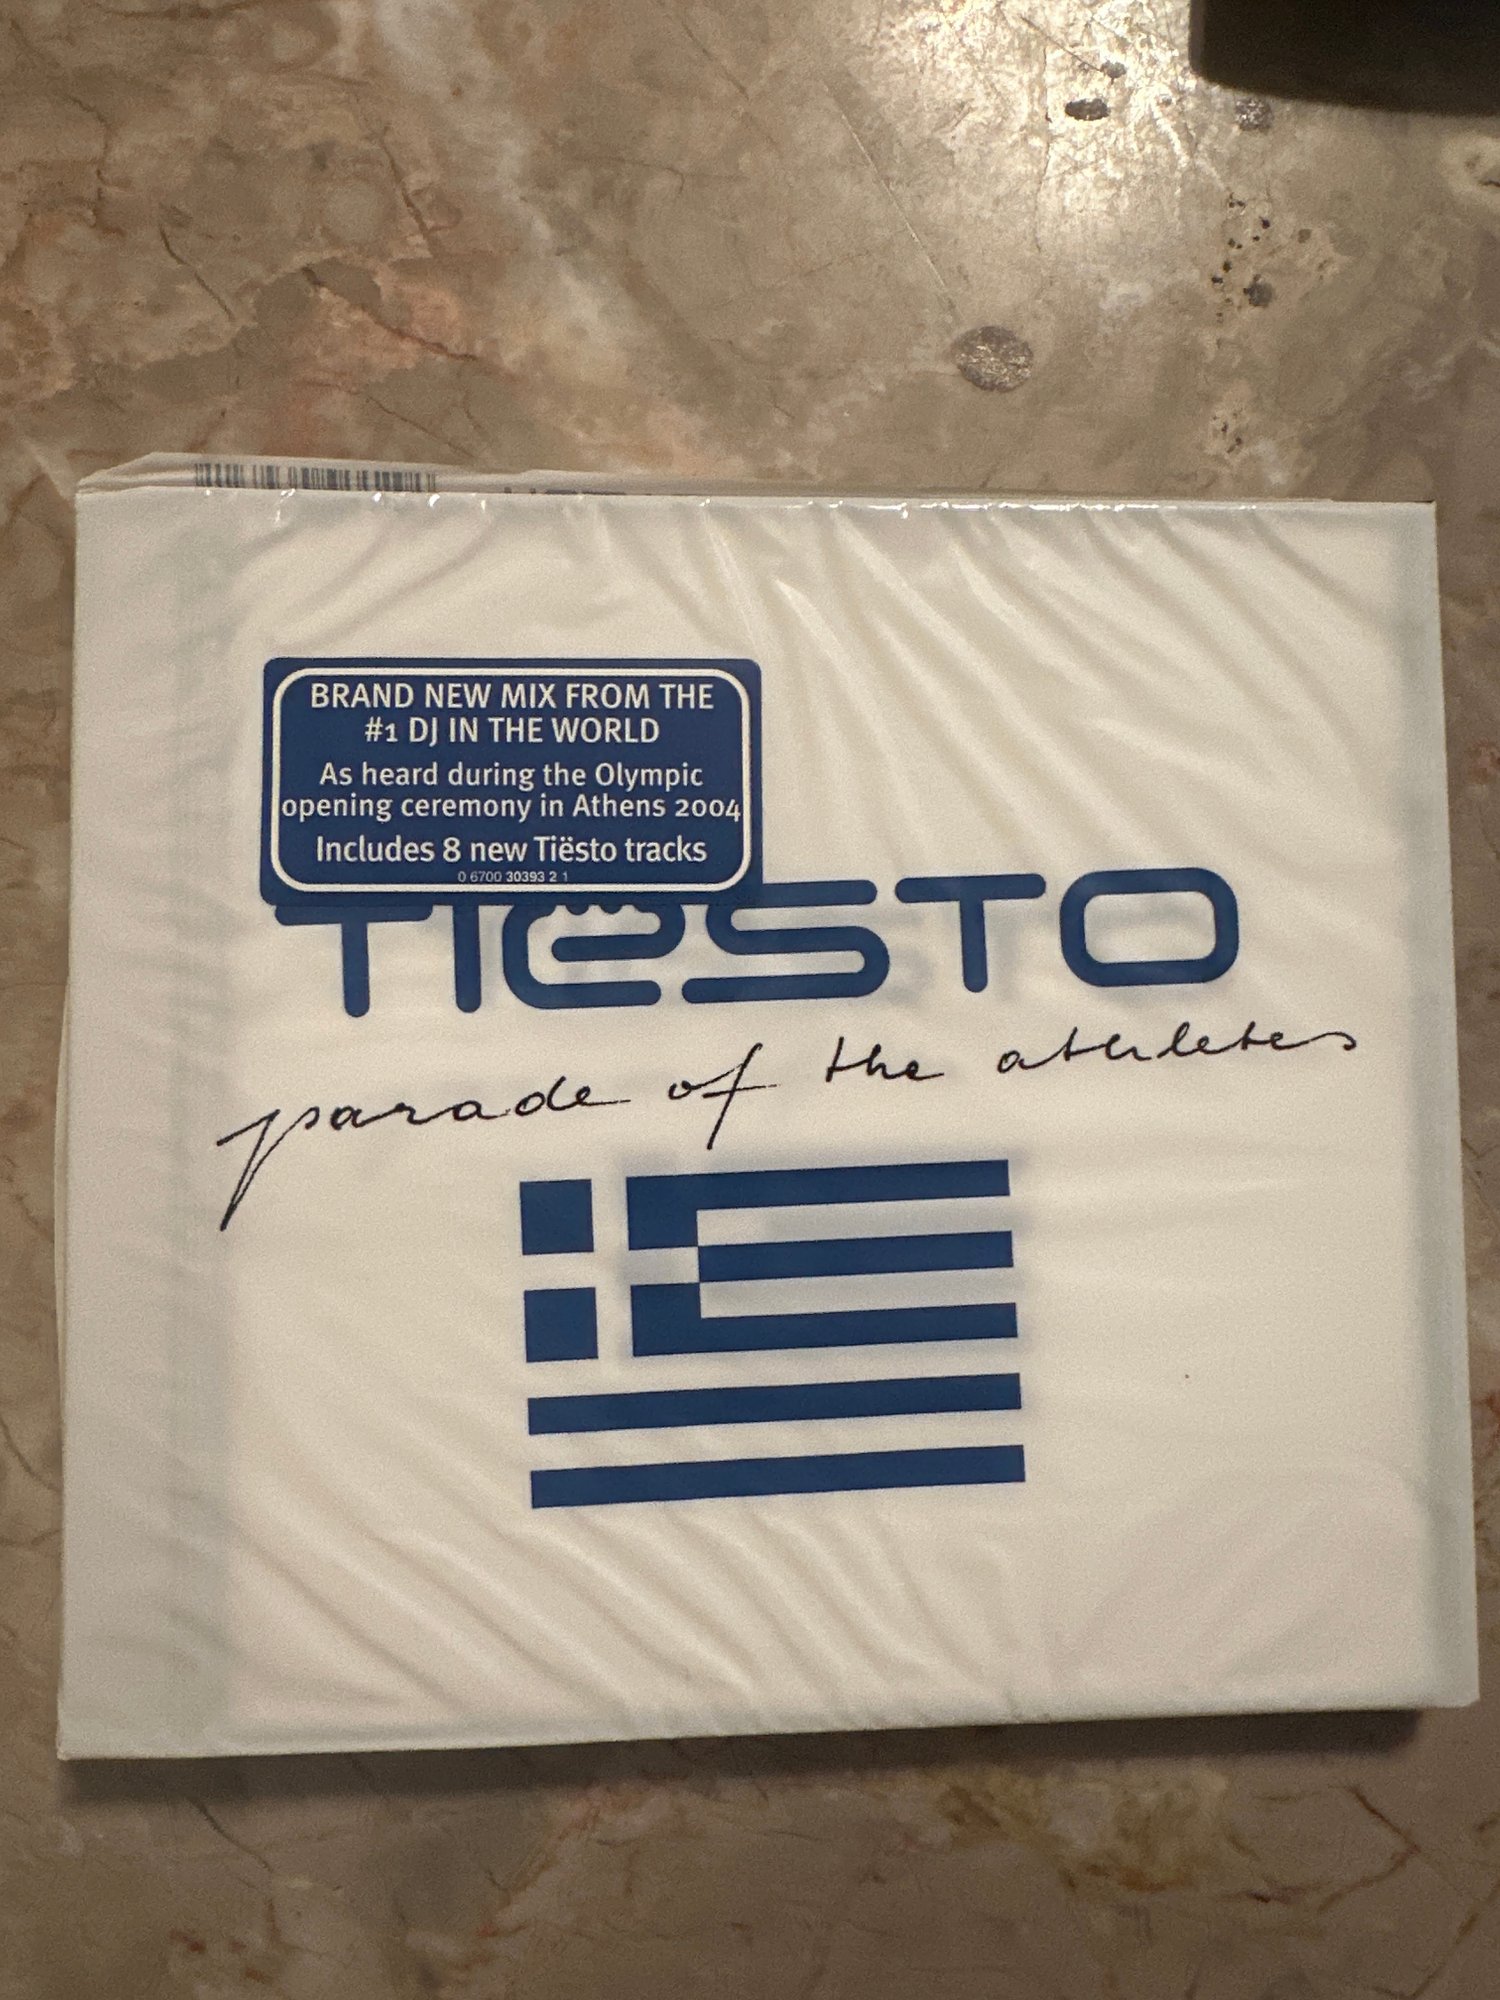 BRAND NEW MIX FROM THE
#1 DJ IN THE WORLD
As heard during the Olympic
opening ceremony in Athens 2004
Includes 8 new Tiësto tracks
0 6700 30393 2 1
TIËSTO
parade of the athletes